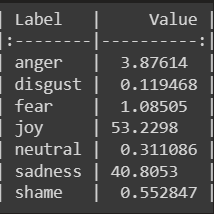 | Label | Value |
|:--------|----------:|
| anger | 3.87614 |
| disgust | 0.119468 |
| fear | 1.08505 |
| joy | 53.2298 |
| neutral | 0.311086 |
| sadness | 40.8053 |
| shame | 0.552847 |